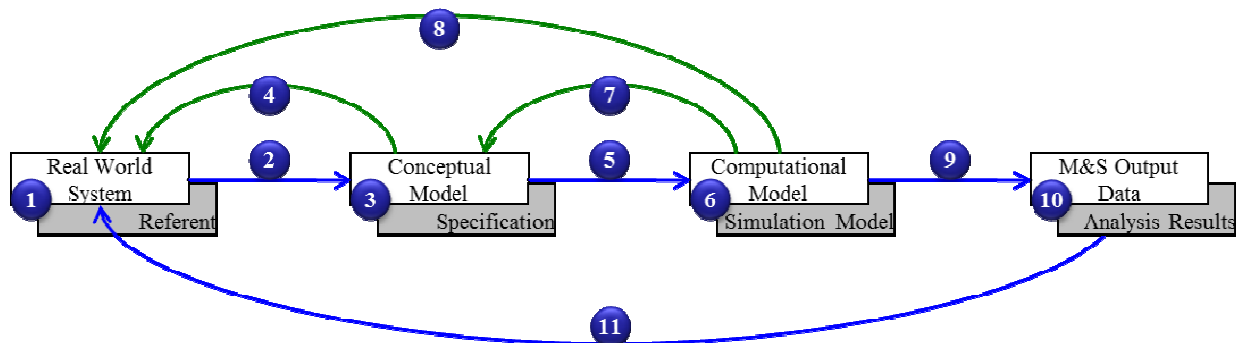 8
4
7
Real World
System
2
Conceptual
Model
5
Computational
Model
9
M&S Output
Data
1
Referent
3
Specification
6
Simulation Model
10
Analysis Results
11